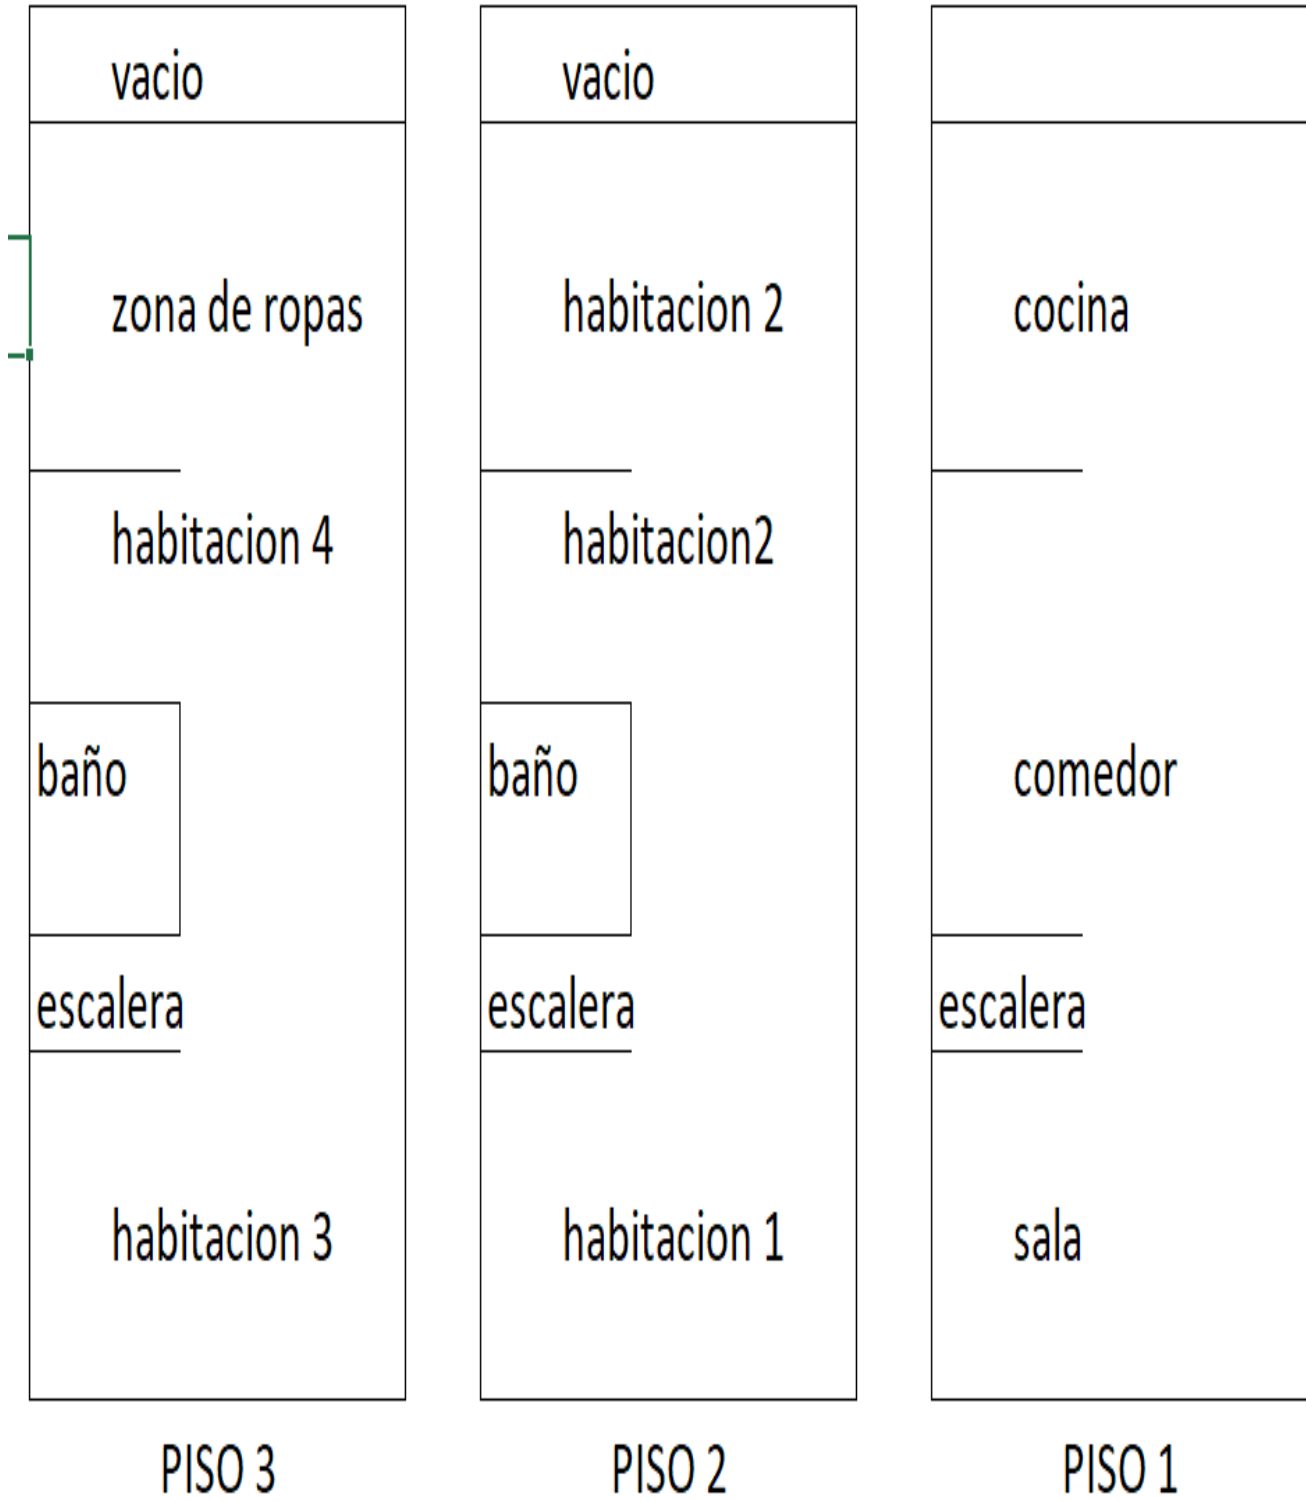 vacio
zona de ropas
habitacion 4
baño
escalera
habitacion 3
PISO 3
vacio
habitacion 2
habitacion2
baño
escalera
habitacion 1
PISO 2
cocina
comedor
escalera
sala
PISO 1